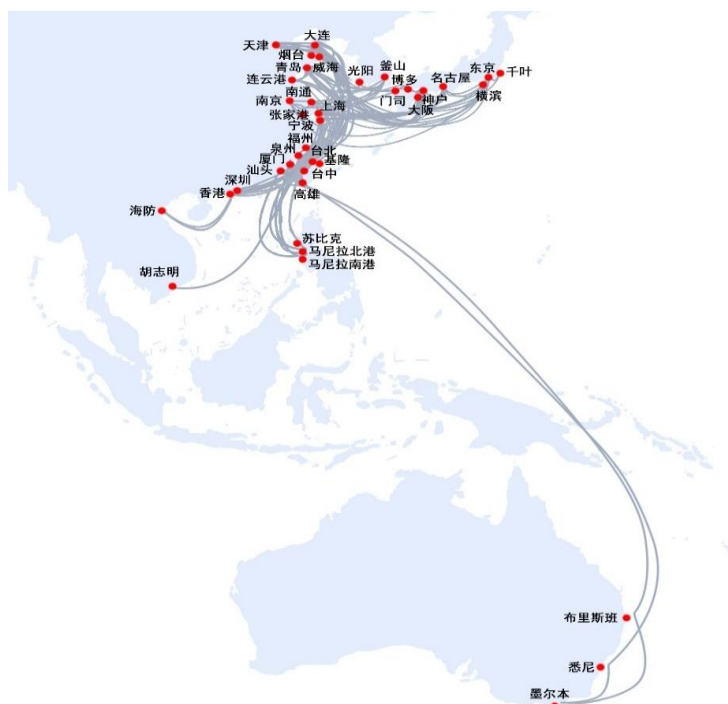 天津
大连
烟台
青岛
威海
连云港
光阳
釜山
博多
门司
大阪
神户
名古屋
东京
千叶
横滨
南通
南京
上海
张家港
宁波
福州
泉州
台北
厦门
基隆
汕头
台中
深圳
香港
高雄
海防
苏比克
马尼拉北港
马尼拉南港
胡志明
布里斯班
悉尼
墨尔本